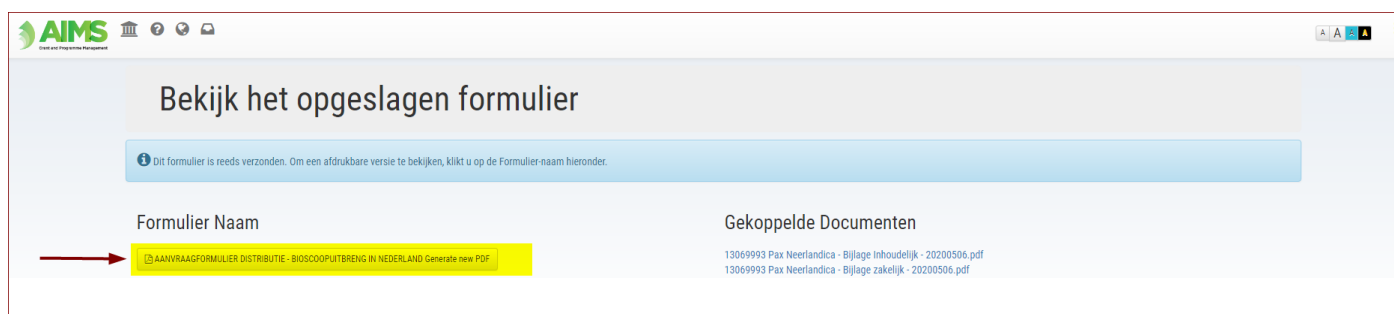 AIMS
Grant and Programme Management
A A A A
Bekijk het opgeslagen formulier
Dit formulier is reeds verzonden. Om een afdrukbare versie te bekijken, klikt u op de Formulier-naam hieronder.
Formulier Naam
AANVRAAGFORMULIER DISTRIBUTIE - BIOSCOOPUITBRENG IN NEDERLAND Generate new PDF
Gekoppelde Documenten
13069993 Pax Neerlandica - Bijlage Inhoudelijk - 20200506.pdf
13069993 Pax Neerlandica - Bijlage zakelijk - 20200506.pdf